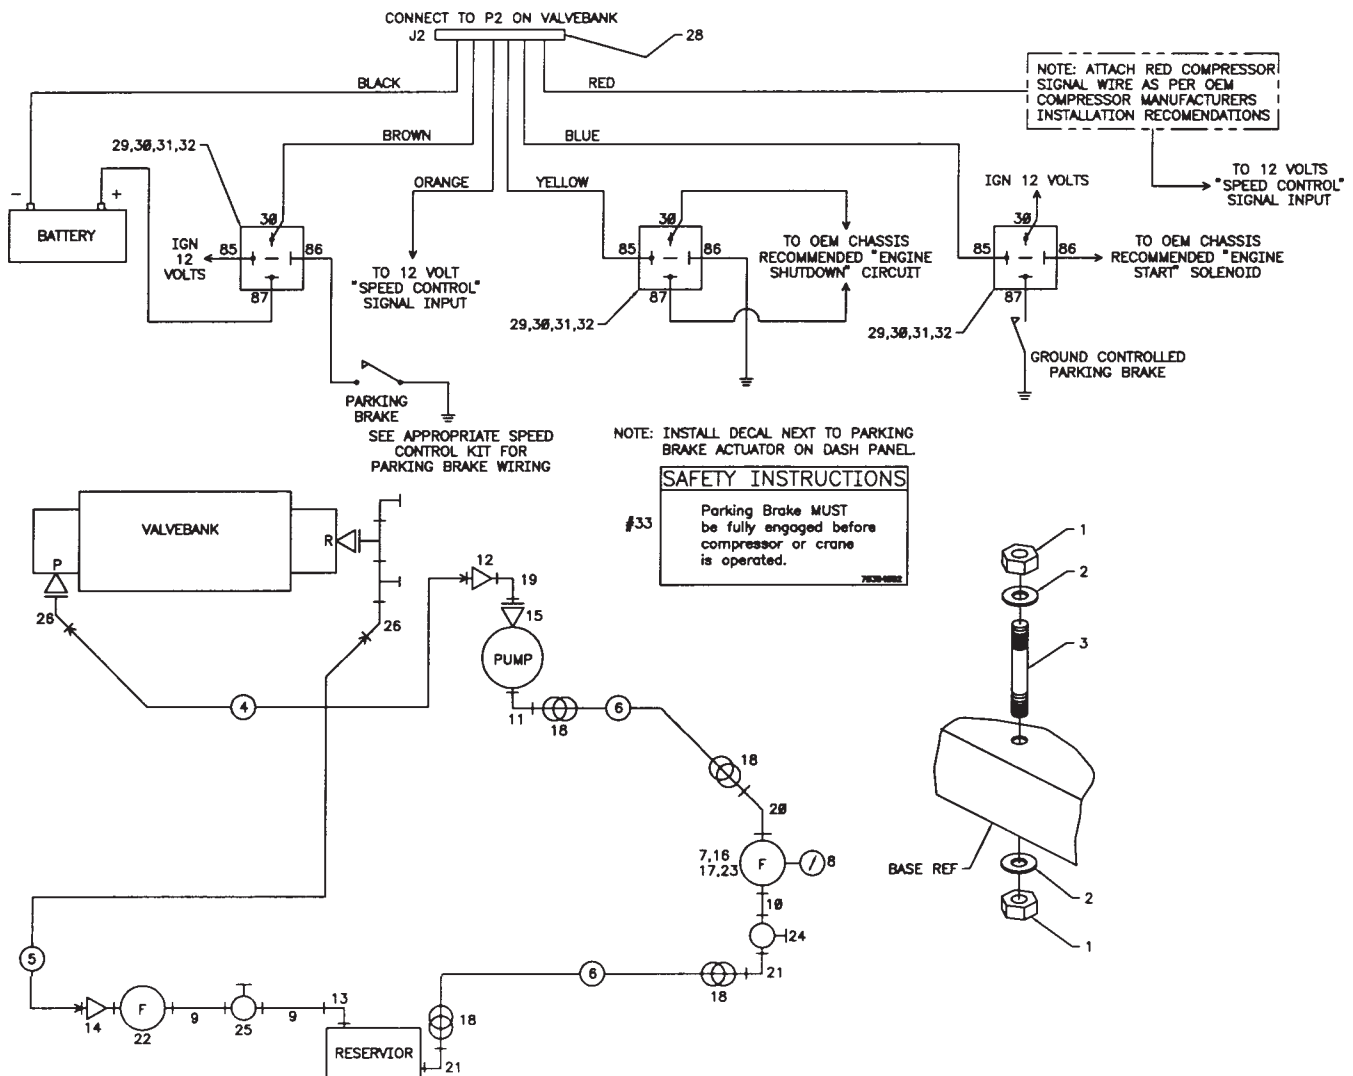 CONNECT TO P2 ON VALVEBANK
J2
28
BLACK
RED
NOTE: ATTACH RED COMPRESSOR
SIGNAL WIRE AS PER OEM
COMPRESSOR MANUFACTURERS
INSTALLATION RECOMENDATIONS
BROWN
BLUE
29,30,31,32
ORANGE
YELLOW
IGN 12 VOLTS
TO 12 VOLTS
"SPEED CONTROL"
SIGNAL INPUT
- +
BATTERY
IGN
12
VOLTS
85
30
86
87
TO 12 VOLT
"SPEED CONTROL"
SIGNAL INPUT
85
30
86
87
TO OEM CHASSIS
RECOMMENDED "ENGINE
SHUTDOWN" CIRCUIT
85
30
86
87
TO OEM CHASSIS
RECOMMENDED "ENGINE
START" SOLENOID
29,30,31,32
29,30,31,32
GROUND CONTROLLED
PARKING BRAKE
PARKING
BRAKE
SEE APPROPRIATE SPEED
CONTROL KIT FOR
PARKING BRAKE WIRING
NOTE: INSTALL DECAL NEXT TO PARKING
BRAKE ACTUATOR ON DASH PANEL.
SAFETY INSTRUCTIONS
#33
Parking Brake MUST
be fully engaged before
compressor or crane
is operated.
VALVEBANK
P
R
26
26
12
19
15
PUMP
4
11
18
6
18
20
7,16
17,23
F
8
10
24
21
18
6
5
14
F
22
9
25
9
13
RESERVIOR
18
21
1
2
3
BASE REF
2
1